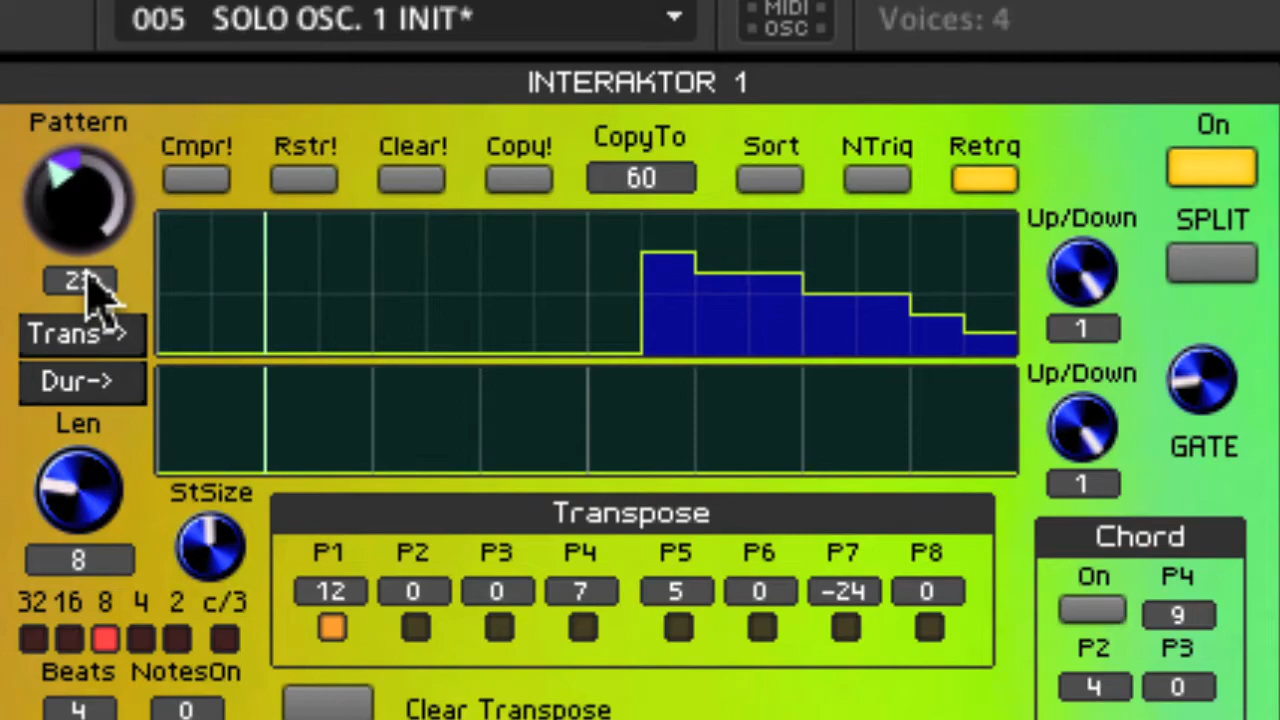 005 SOLO OSC. 1 INIT*
MIDI
OSC
Voices: 4
INTERAKTOR 1
Pattern
Cmpr!
Rstr!
Clear!
Copy!
CopyTo
60
Sort
NTrig
Retrg
On
Up/Down
SPLIT
1
Trans->
Dur->
Len
Up/Down
GATE
1
8
StSize
Transpose
P1 P2 P3 P4 P5 P6 P7 P8
12 0 0 7 5 0 -24 0
Chord
On P4
9
P2 P3
4 0
32 16 8 4 2 c/3
Beats NotesOn
4 0
Clear Transpose